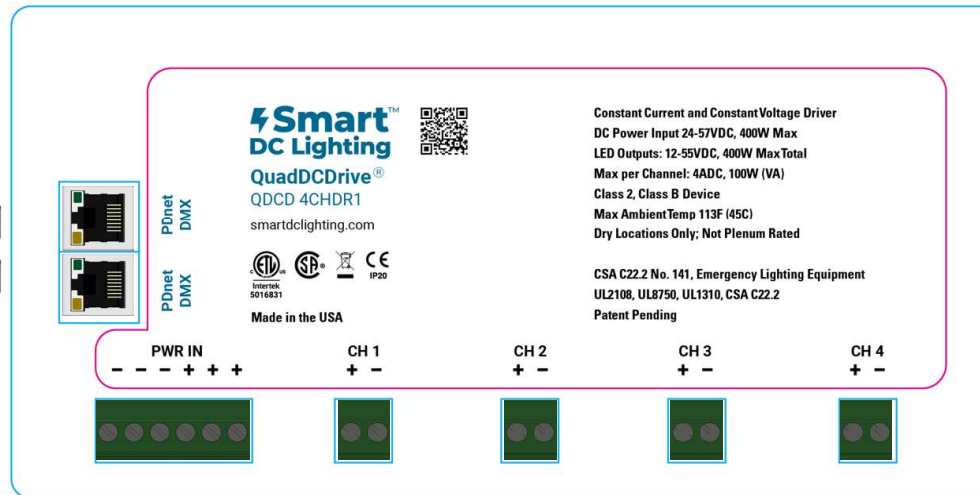 Smart™
DC Lighting
QuadDCDrive®
QDCD 4CHDR1
smartdclighting.com
ETL
c us
Intertek
5016831
SA®
CE
IP20
Made in the USA
Constant Current and Constant Voltage Driver
DC Power Input 24-57VDC, 400W Max
LED Outputs: 12-55VDC, 400W Max Total
Max per Channel: 4ADC, 100W (VA)
Class 2, Class B Device
Max Ambient Temp 113F (45C)
Dry Locations Only; Not Plenum Rated
CSA C22.2 No. 141, Emergency Lighting Equipment
UL2108, UL8750, UL1310, CSA C22.2
Patent Pending
PDnet
DMX
PDnet
DMX
PWR IN
− − − + + +
CH 1
+ −
CH 2
+ −
CH 3
+ −
CH 4
+ −